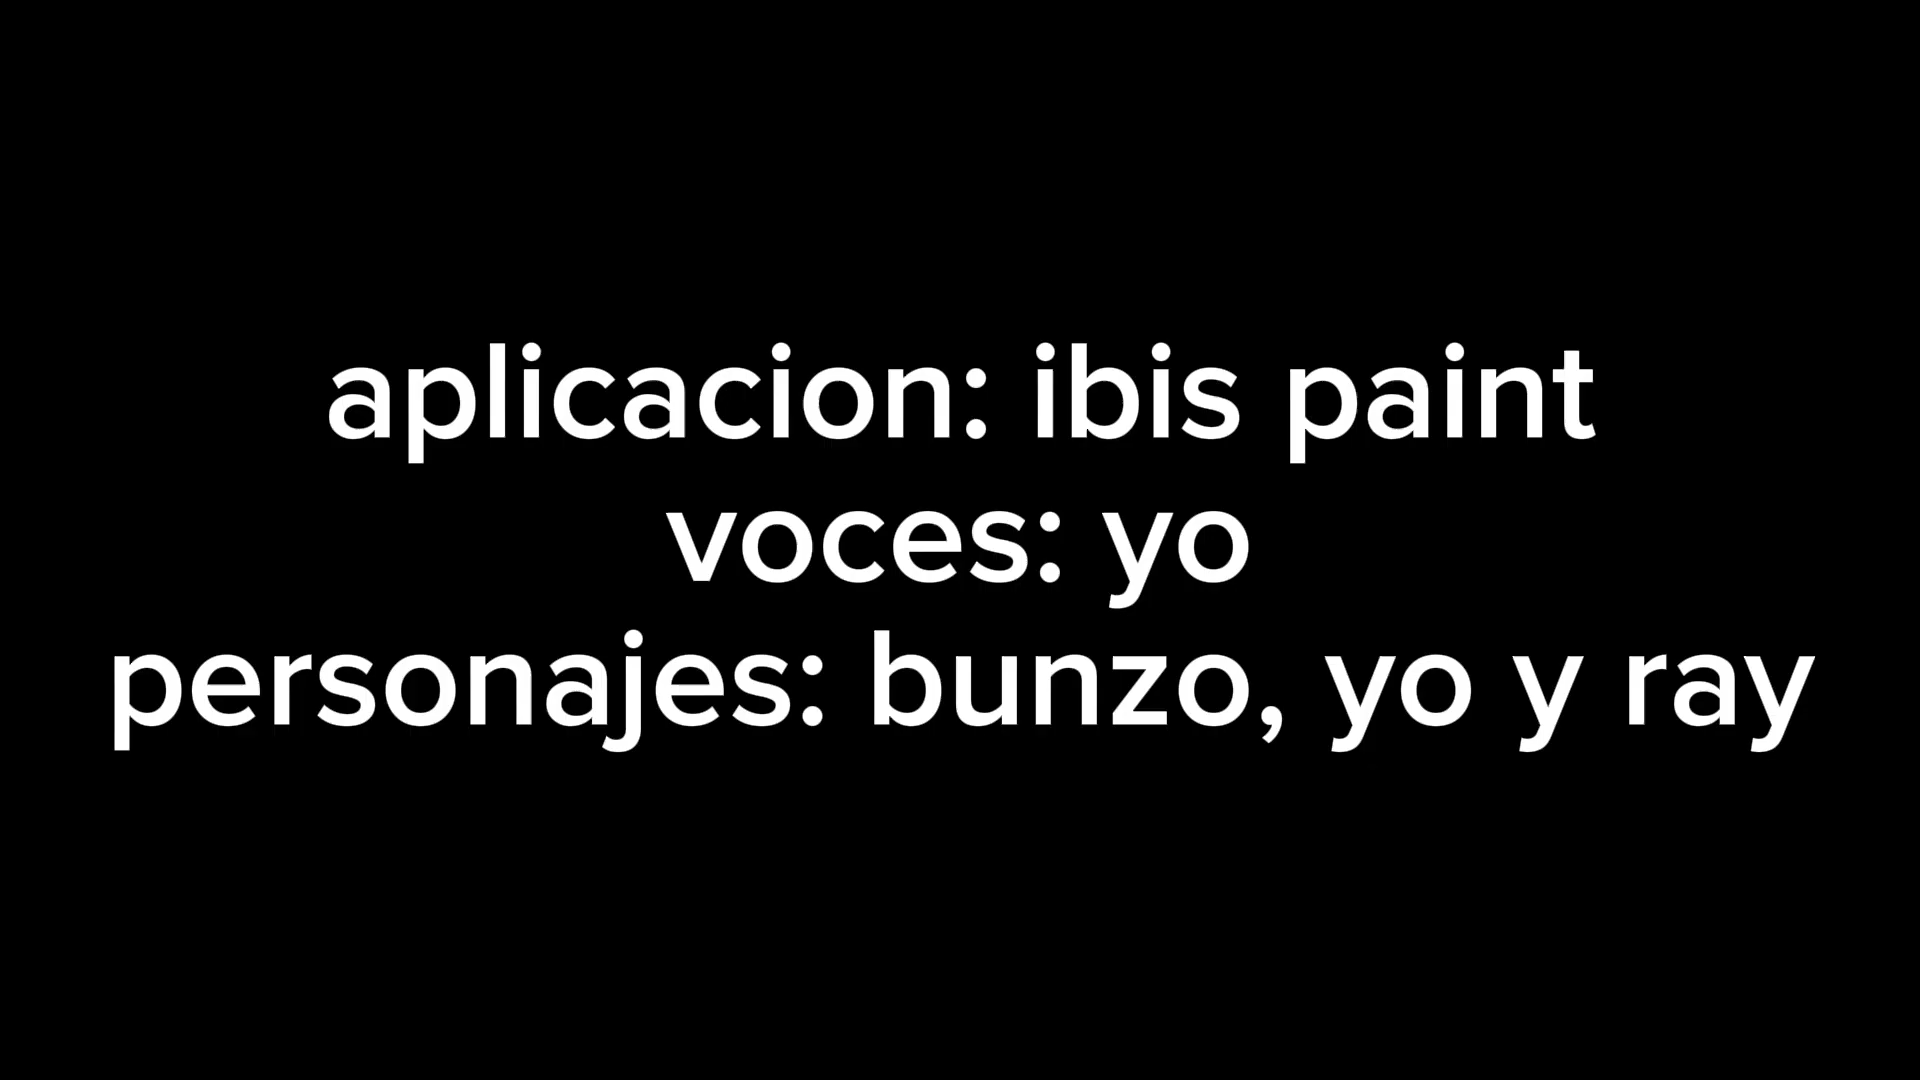 aplicacion: ibis paint
voces: yo
personajes: bunzo, yo y ray